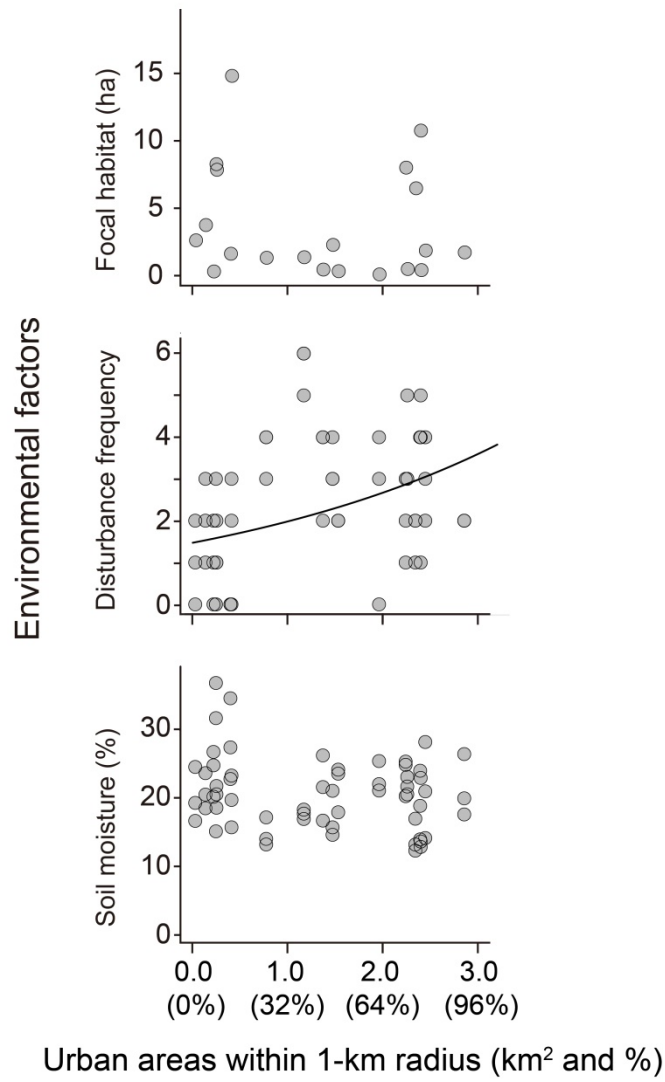 Environmental factors
Focal habitat (ha)
15
10
5
0
Disturbance frequency
6
4
2
0
Soil moisture (%)
30
20
10
0
0.0 1.0 2.0 3.0
(0%) (32%) (64%) (96%)
Urban areas within 1-km radius (km² and %)